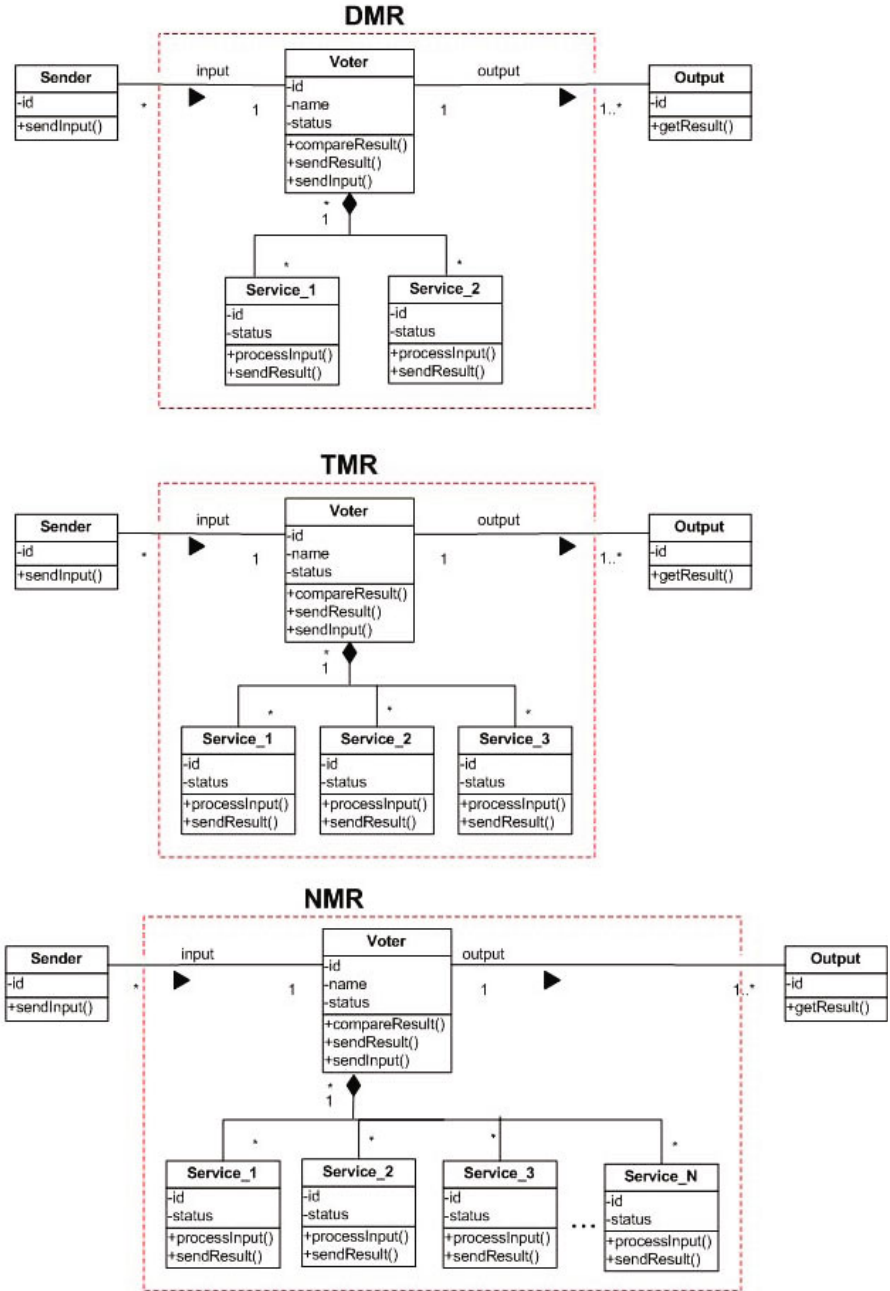 DMR
input
Voter
output
Sender
-id
+sendInput()
*
1
-id
-name
-status
+compareResult()
+sendResult()
+sendInput()
1
1..*
Output
-id
+getResult()
*
1
*
*
Service_1
-id
-status
+processInput()
+sendResult()
Service_2
-id
-status
+processInput()
+sendResult()
TMR
input
Voter
output
Sender
-id
+sendInput()
*
1
-id
-name
-status
+compareResult()
+sendResult()
+sendInput()
1
1..*
Output
-id
+getResult()
*
1
*
*
*
Service_1
-id
-status
+processInput()
+sendResult()
Service_2
-id
-status
+processInput()
+sendResult()
Service_3
-id
-status
+processInput()
+sendResult()
NMR
input
Voter
output
Sender
-id
+sendInput()
*
1
-id
-name
-status
+compareResult()
+sendResult()
+sendInput()
1
1..*
Output
-id
+getResult()
*
1
*
*
*
*
Service_1
-id
-status
+processInput()
+sendResult()
Service_2
-id
-status
+processInput()
+sendResult()
Service_3
-id
-status
+processInput()
+sendResult()
...
Service_N
-id
-status
+processInput()
+sendResult()